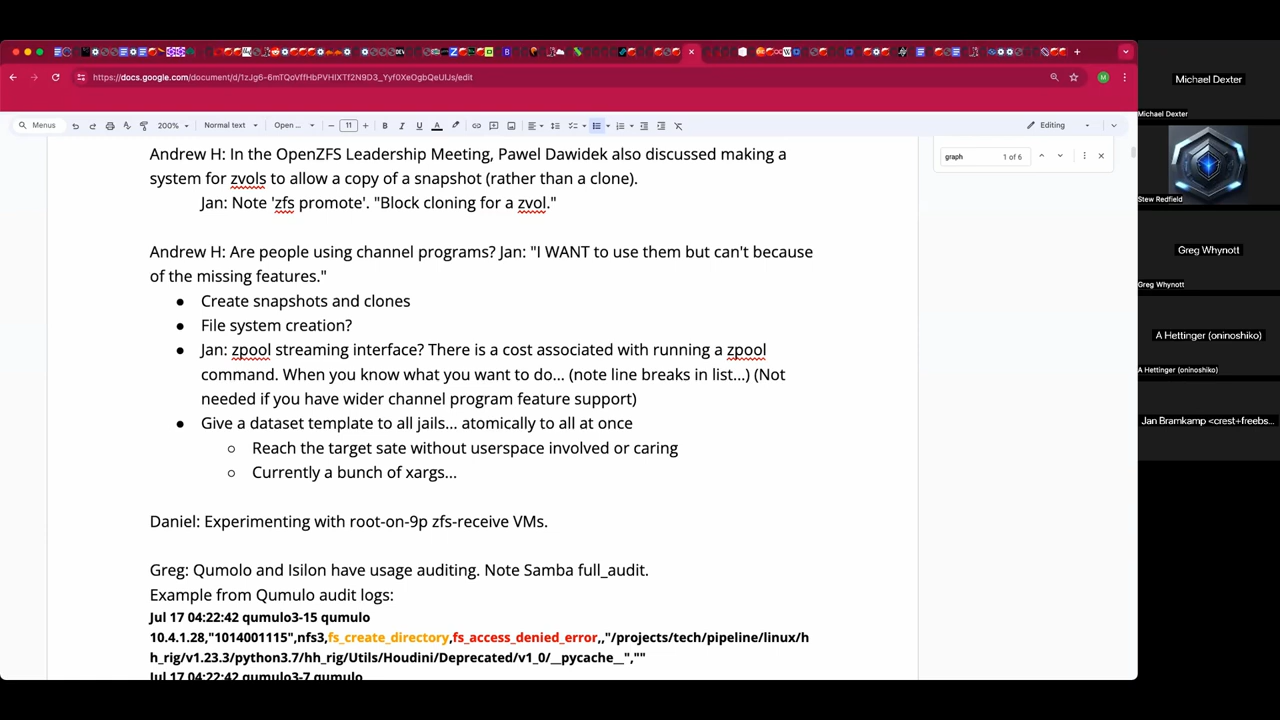 https://docs.google.com/document/d/1zJg6-6mTQoVffHbPVHIXTf2N9D3_Yyf0XeOgbQeUIJs/edit
Menus
200%
Normal text
Open ...
11
Editing
graph
1 of 6
Andrew H: In the OpenZFS Leadership Meeting, Pawel Dawidek also discussed making a
system for zvols to allow a copy of a snapshot (rather than a clone).
Jan: Note 'zfs promote'. "Block cloning for a zvol."
Andrew H: Are people using channel programs? Jan: "I WANT to use them but can't because
of the missing features."
● Create snapshots and clones
● File system creation?
● Jan: zpool streaming interface? There is a cost associated with running a zpool
command. When you know what you want to do... (note line breaks in list...) (Not
needed if you have wider channel program feature support)
● Give a dataset template to all jails... atomically to all at once
○ Reach the target sate without userspace involved or caring
○ Currently a bunch of xargs...
Daniel: Experimenting with root-on-9p zfs-receive VMs.
Greg: Qumolo and Isilon have usage auditing. Note Samba full_audit.
Example from Qumulo audit logs:
Jul 17 04:22:42 qumulo3-15 qumulo
10.4.1.28,"1014001115",nfs3,fs_create_directory,fs_access_denied_error,,"/projects/tech/pipeline/linux/h
h_rig/v1.23.3/python3.7/hh_rig/Utils/Houdini/Deprecated/v1_0/__pycache__",""
Jul 17 04:22:42 qumulo3-7 qumulo
Michael Dexter
Michael Dexter
Stew Redfield
Greg Whynott
Greg Whynott
A Hettinger (oninoshiko)
A Hettinger (oninoshiko)
Jan Bramkamp <crest+freebs...